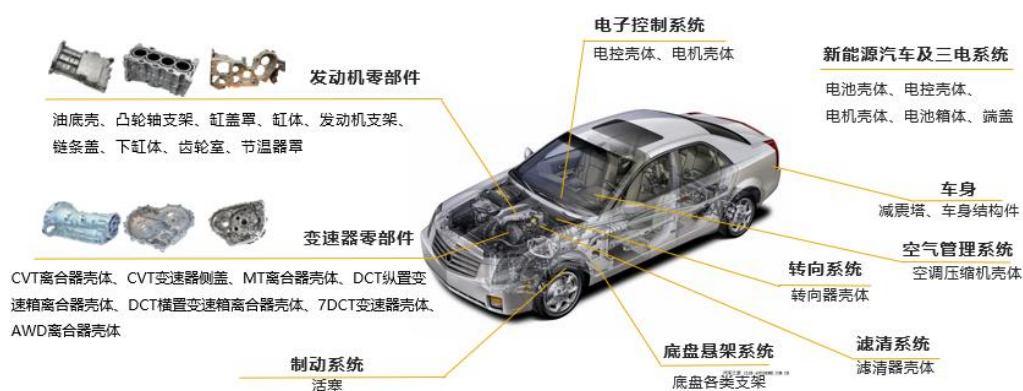 电子控制系统
电控壳体、电机壳体
新能源汽车及三电系统
电池壳体、电控壳体、
电机壳体、电池箱体、端盖
发动机零部件
油底壳、凸轮轴支架、缸盖罩、缸体、发动机支架、
链条盖、下缸体、齿轮室、节温器罩
车身
减震塔、车身结构件
变速器零部件
CVT离合器壳体、CVT变速器侧盖、MT离合器壳体、DCT纵置变
速箱离合器壳体、DCT横置变速箱离合器壳体、7DCT变速器壳体、
AWD离合器壳体
空气管理系统
空调压缩机壳体
转向系统
转向器壳体
滤清系统
滤清器壳体
底盘悬架系统
底盘各类支架
制动系统
活塞